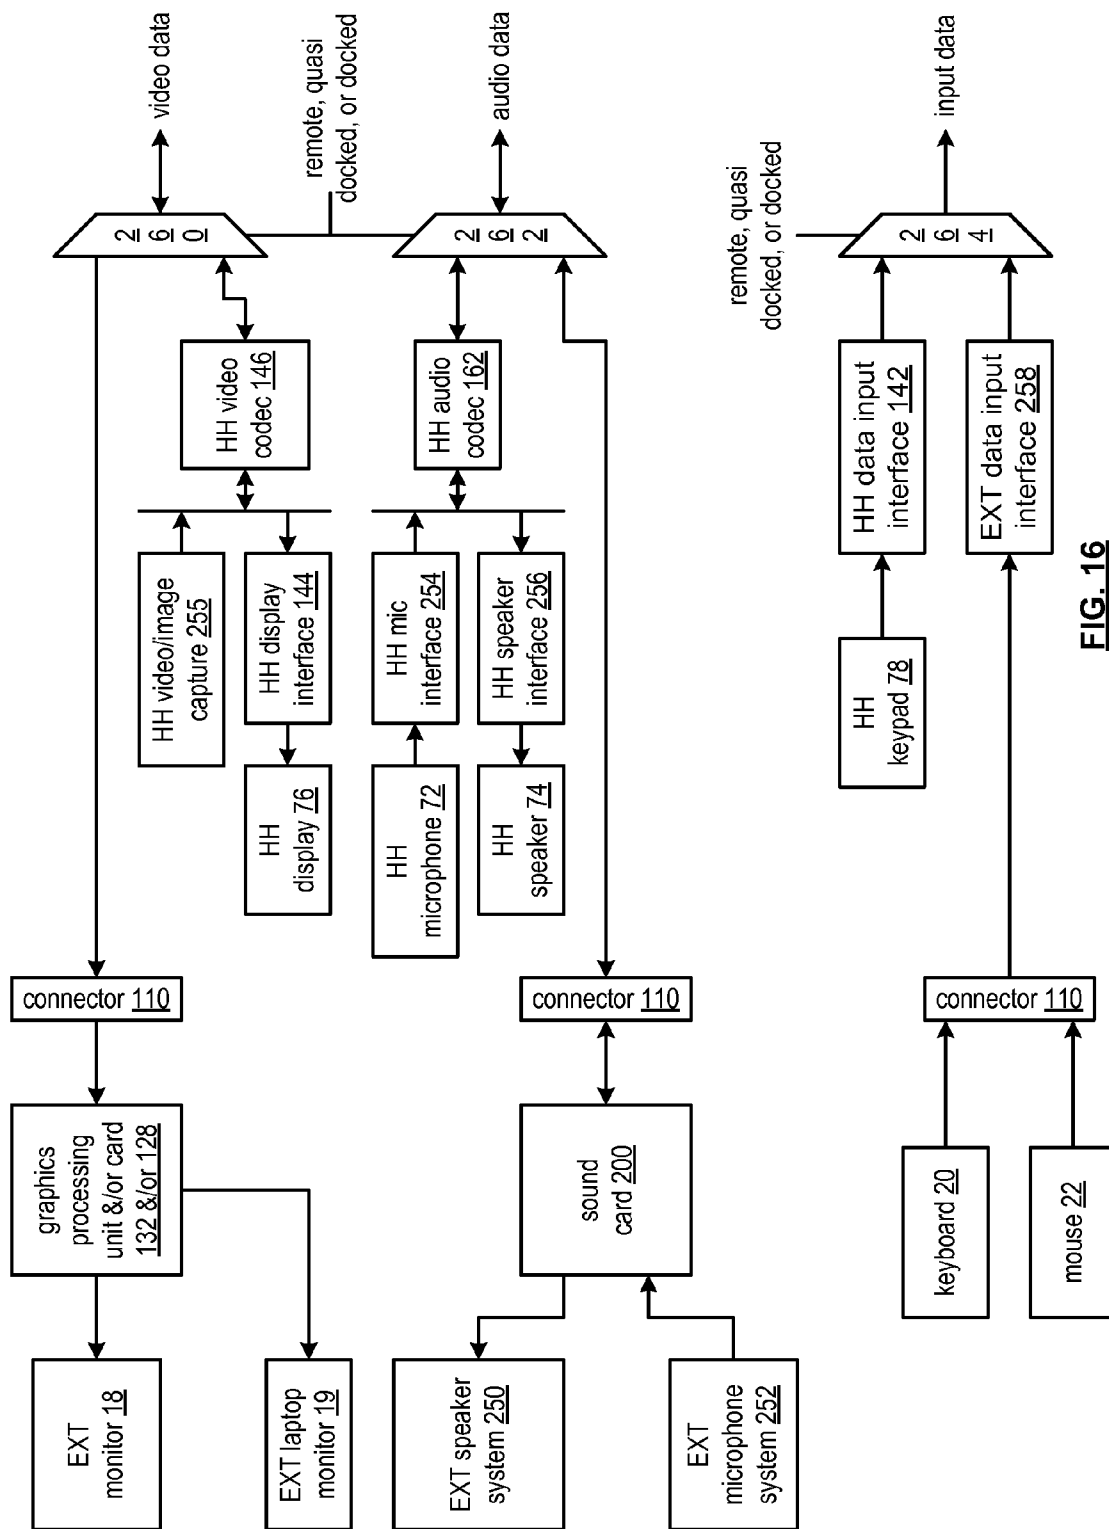 EXT
monitor 18
EXT laptop
monitor 19
graphics
processing
unit &/or card
132 &/or 128
connector 110
HH video/image
capture 255
HH display
interface 144
HH
display 76
HH video
codec 146
260
video data
remote, quasi
docked, or docked
EXT speaker
system 250
EXT
microphone
system 252
sound
card 200
connector 110
HH
microphone 72
HH
speaker 74
HH mic
interface 254
HH speaker
interface 256
HH audio
codec 162
262
audio data
keyboard 20
mouse 22
connector 110
HH
keypad 78
HH data input
interface 142
EXT data input
interface 258
264
remote, quasi
docked, or docked
input data
FIG. 16